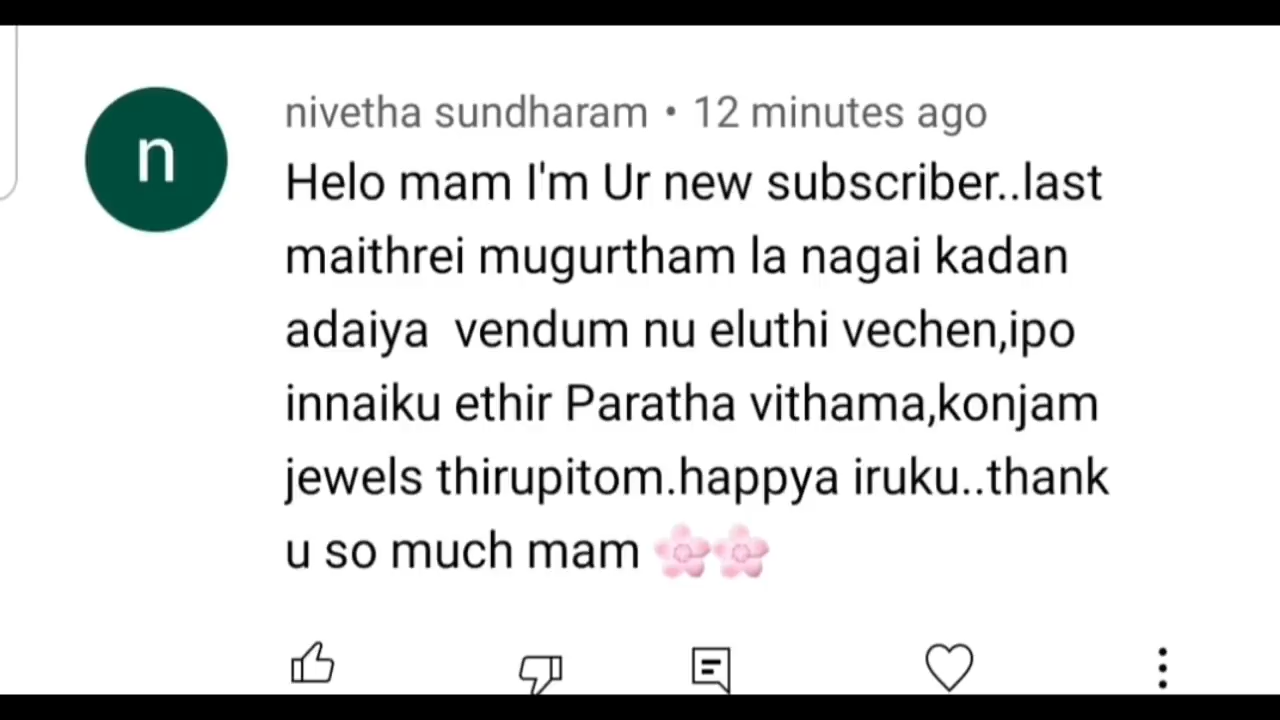 n
nivetha sundharam • 12 minutes ago
Helo mam I'm Ur new subscriber..last
maithrei mugurtham la nagai kadan
adaiya  vendum nu eluthi vechen,ipo
innaiku ethir Paratha vithama,konjam
jewels thirupitom.happya iruku..thank
u so much mam 🌸🌸